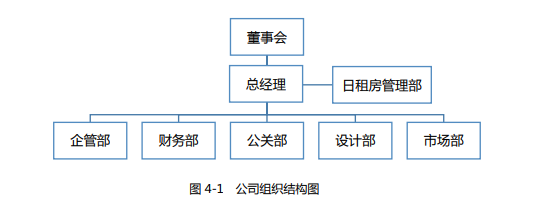 董事会
总经理
日租房管理部
企管部
财务部
公关部
设计部
市场部
图 4-1 公司组织结构图